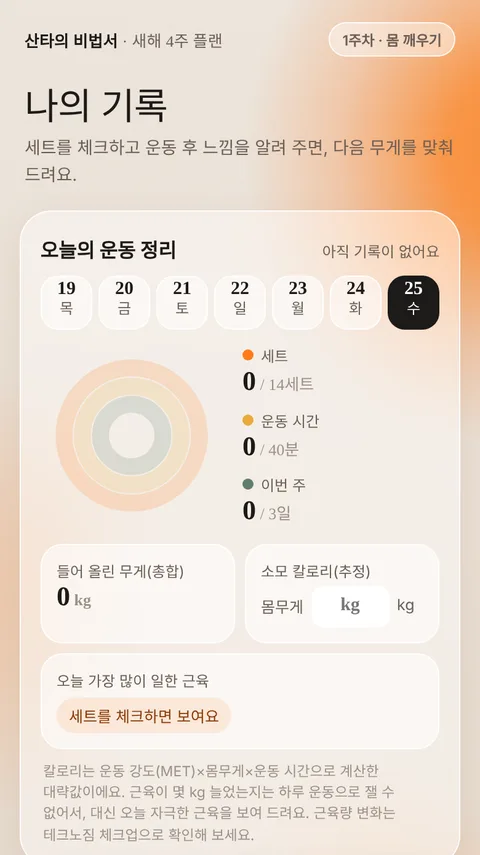 산타의 비법서 · 새해 4주 플랜
1주차 · 몸 깨우기
나의 기록
세트를 체크하고 운동 후 느낌을 알려 주면, 다음 무게를 맞춰
드려요.
오늘의 운동 정리
아직 기록이 없어요
19 20 21 22 23 24 25
목 금 토 일 월 화 수
세트
0 / 14세트
운동 시간
0 / 40분
이번 주
0 / 3일
들어 올린 무게(총합)
0 kg
소모 칼로리(추정)
몸무게 kg kg
오늘 가장 많이 일한 근육
세트를 체크하면 보여요
칼로리는 운동 강도(MET)×몸무게×운동 시간으로 계산한
대략값이에요. 근육이 몇 kg 늘었는지는 하루 운동으로 잴 수
없어서, 대신 오늘 자극한 근육을 보여 드려요. 근육량 변화는
테크노짐 체크업으로 확인해 보세요.